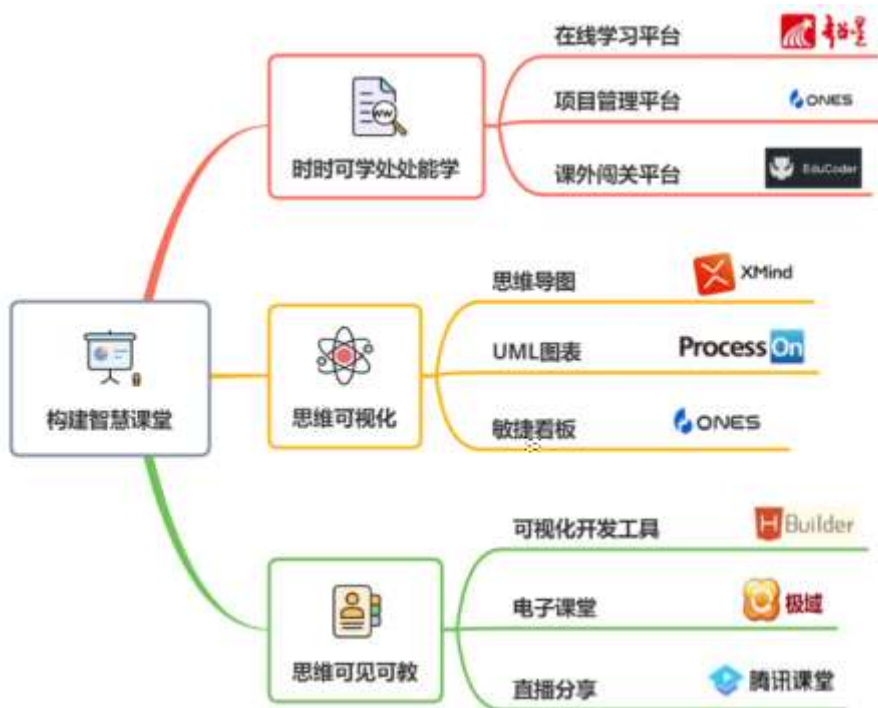 在线学习平台
项目管理平台
ONES
课外闯关平台
EduCoder
时时可学处处能学
WW
思维导图
XMind
UML图表
ProcessOn
敏捷看板
ONES
思维可视化
构建智慧课堂
可视化开发工具
H Builder
电子课堂
极域
直播分享
腾讯课堂
思维可见可教